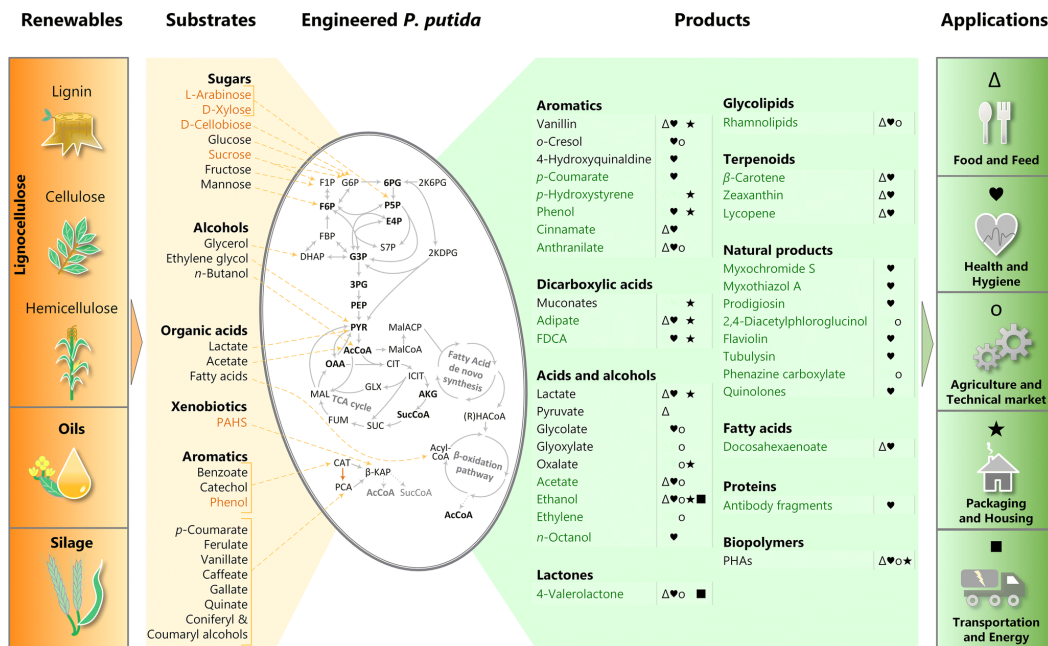 Renewables
Substrates
Engineered P. putida
Products
Applications
Lignocellulose
Lignin
Cellulose
Hemicellulose
Oils
Silage
Sugars
L-Arabinose
D-Xylose
D-Cellobiose
Glucose
Sucrose
Fructose
Mannose
Alcohols
Glycerol
Ethylene glycol
n-Butanol
Organic acids
Lactate
Acetate
Fatty acids
Xenobiotics
PAHS
Aromatics
Benzoate
Catechol
Phenol
p-Coumarate
Ferulate
Vanillate
Caffeate
Gallate
Quinate
Coniferyl &
Coumaryl alcohols
F1P G6P 6PG 2K6PG
F6P P5P
E4P
FBP S7P
DHAP G3P 2KDPG
3PG
PEP
PYR MalACP
AcCoA MalCoA
OAA CIT
Fatty Acid
de novo
synthesis
ICIT
GLX
MAL AKG
TCA cycle
SucCoA
FUM SUC
(R)HACoA
Acyl-
CoA
β-oxidation
pathway
CAT
β-KAP
PCA
AcCoA SucCoA
AcCoA
Aromatics
Vanillin Δ♥ ★
o-Cresol ♥o
4-Hydroxyquinaldine ♥
p-Coumarate ♥
p-Hydroxystyrene ★
Phenol ♥ ★
Cinnamate Δ♥
Anthranilate Δ♥o
Dicarboxylic acids
Muconates ★
Adipate Δ♥ ★
FDCA ♥ ★
Acids and alcohols
Lactate Δ♥ ★
Pyruvate Δ
Glycolate ♥o
Glyoxylate o
Oxalate o★
Acetate Δ♥o
Ethanol Δ♥o★■
Ethylene o
n-Octanol ♥
Lactones
4-Valerolactone Δ♥o ■
Glycolipids
Rhamnolipids Δ♥o
Terpenoids
β-Carotene Δ♥
Zeaxanthin Δ♥
Lycopene Δ♥
Natural products
Myxochromide S ♥
Myxothiazol A ♥
Prodigiosin ♥
2,4-Diacetylphloroglucinol o
Flaviolin ♥
Tubulysin ♥
Phenazine carboxylate o
Quinolones ♥
Fatty acids
Docosahexaenoate Δ♥
Proteins
Antibody fragments ♥
Biopolymers
PHAs Δ♥o★
Δ
Food and Feed
♥
Health and
Hygiene
o
Agriculture and
Technical market
★
Packaging
and Housing
■
Transportation
and Energy